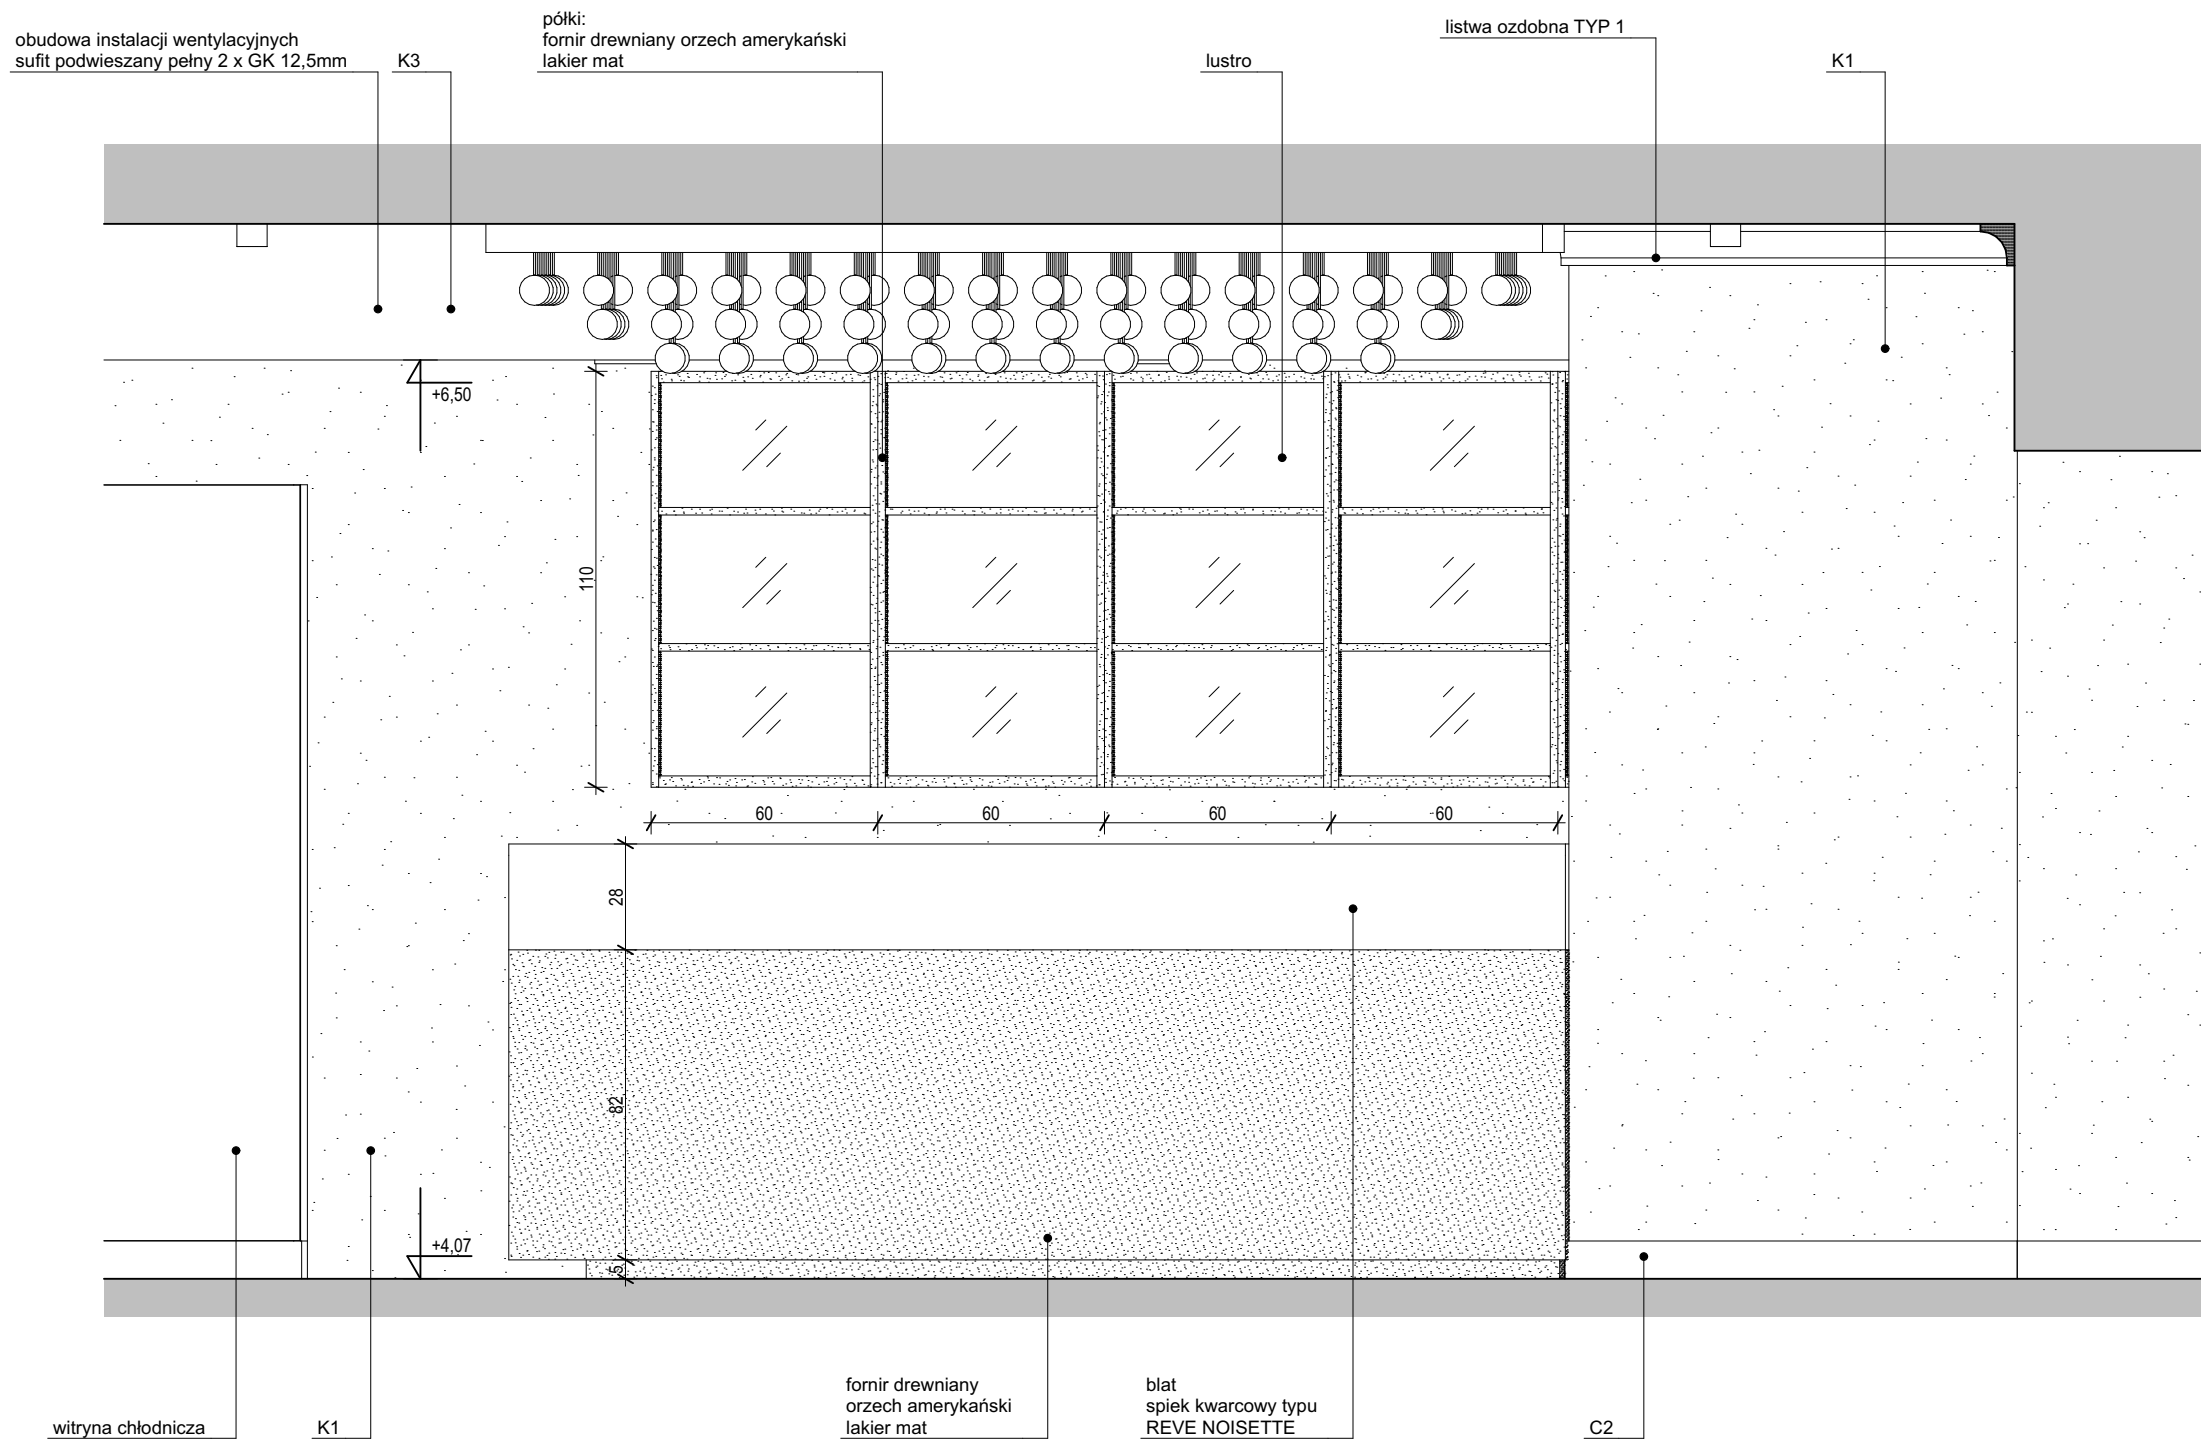 obudowa instalacji wentylacyjnych
sufit podwieszany pełny 2 x GK 12,5mm
K3
półki:
fornir drewniany orzech amerykański
lakier mat
lustro
listwa ozdobna TYP 1
K1
+6,50
110
60
60
60
60
28
82
+4,07
5
witryna chłodnicza
K1
fornir drewniany
orzech amerykański
lakier mat
blat
spiek kwarcowy typu
REVE NOISETTE
C2